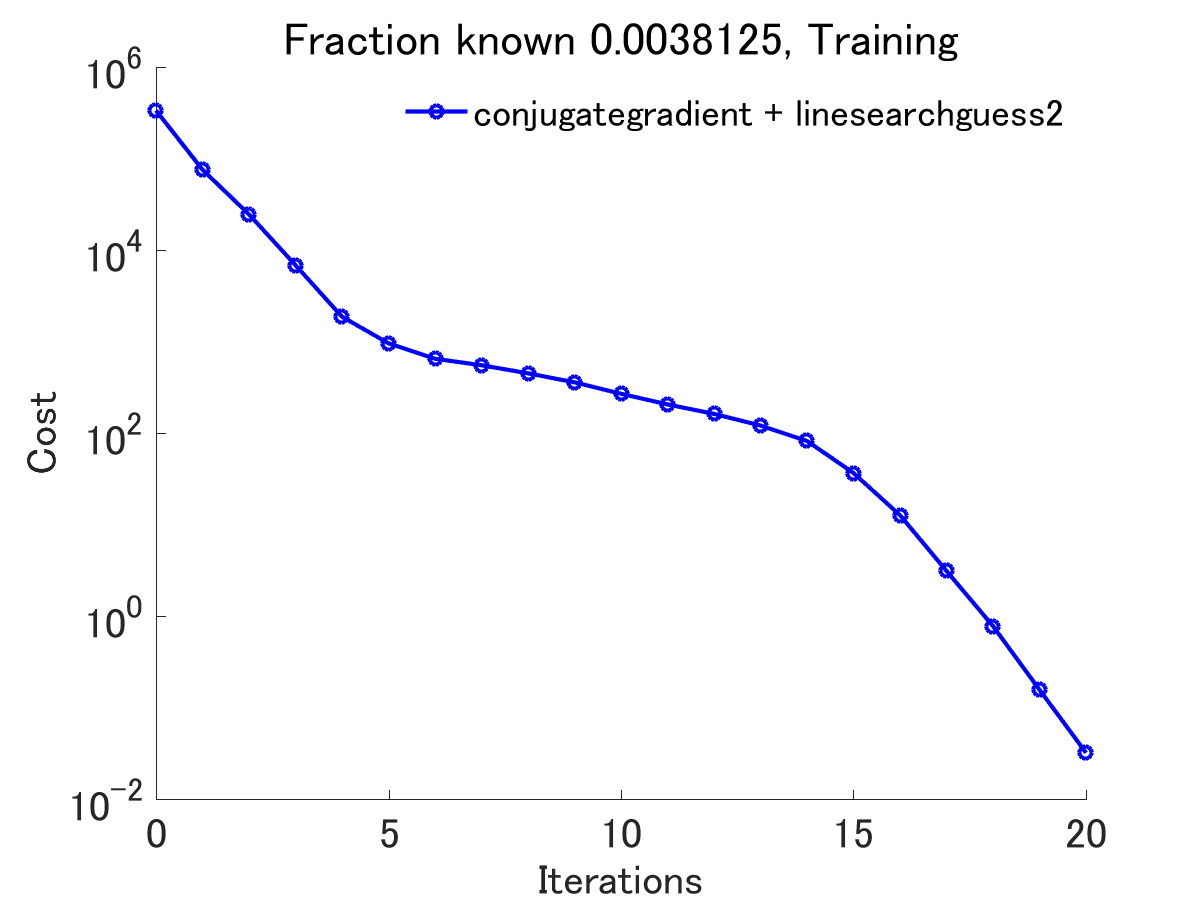 Fraction known 0.0038125, Training
conjugategradient + linesearchguess2
10^6
10^4
10^2
10^0
10^-2
Cost
0 5 10 15 20
Iterations